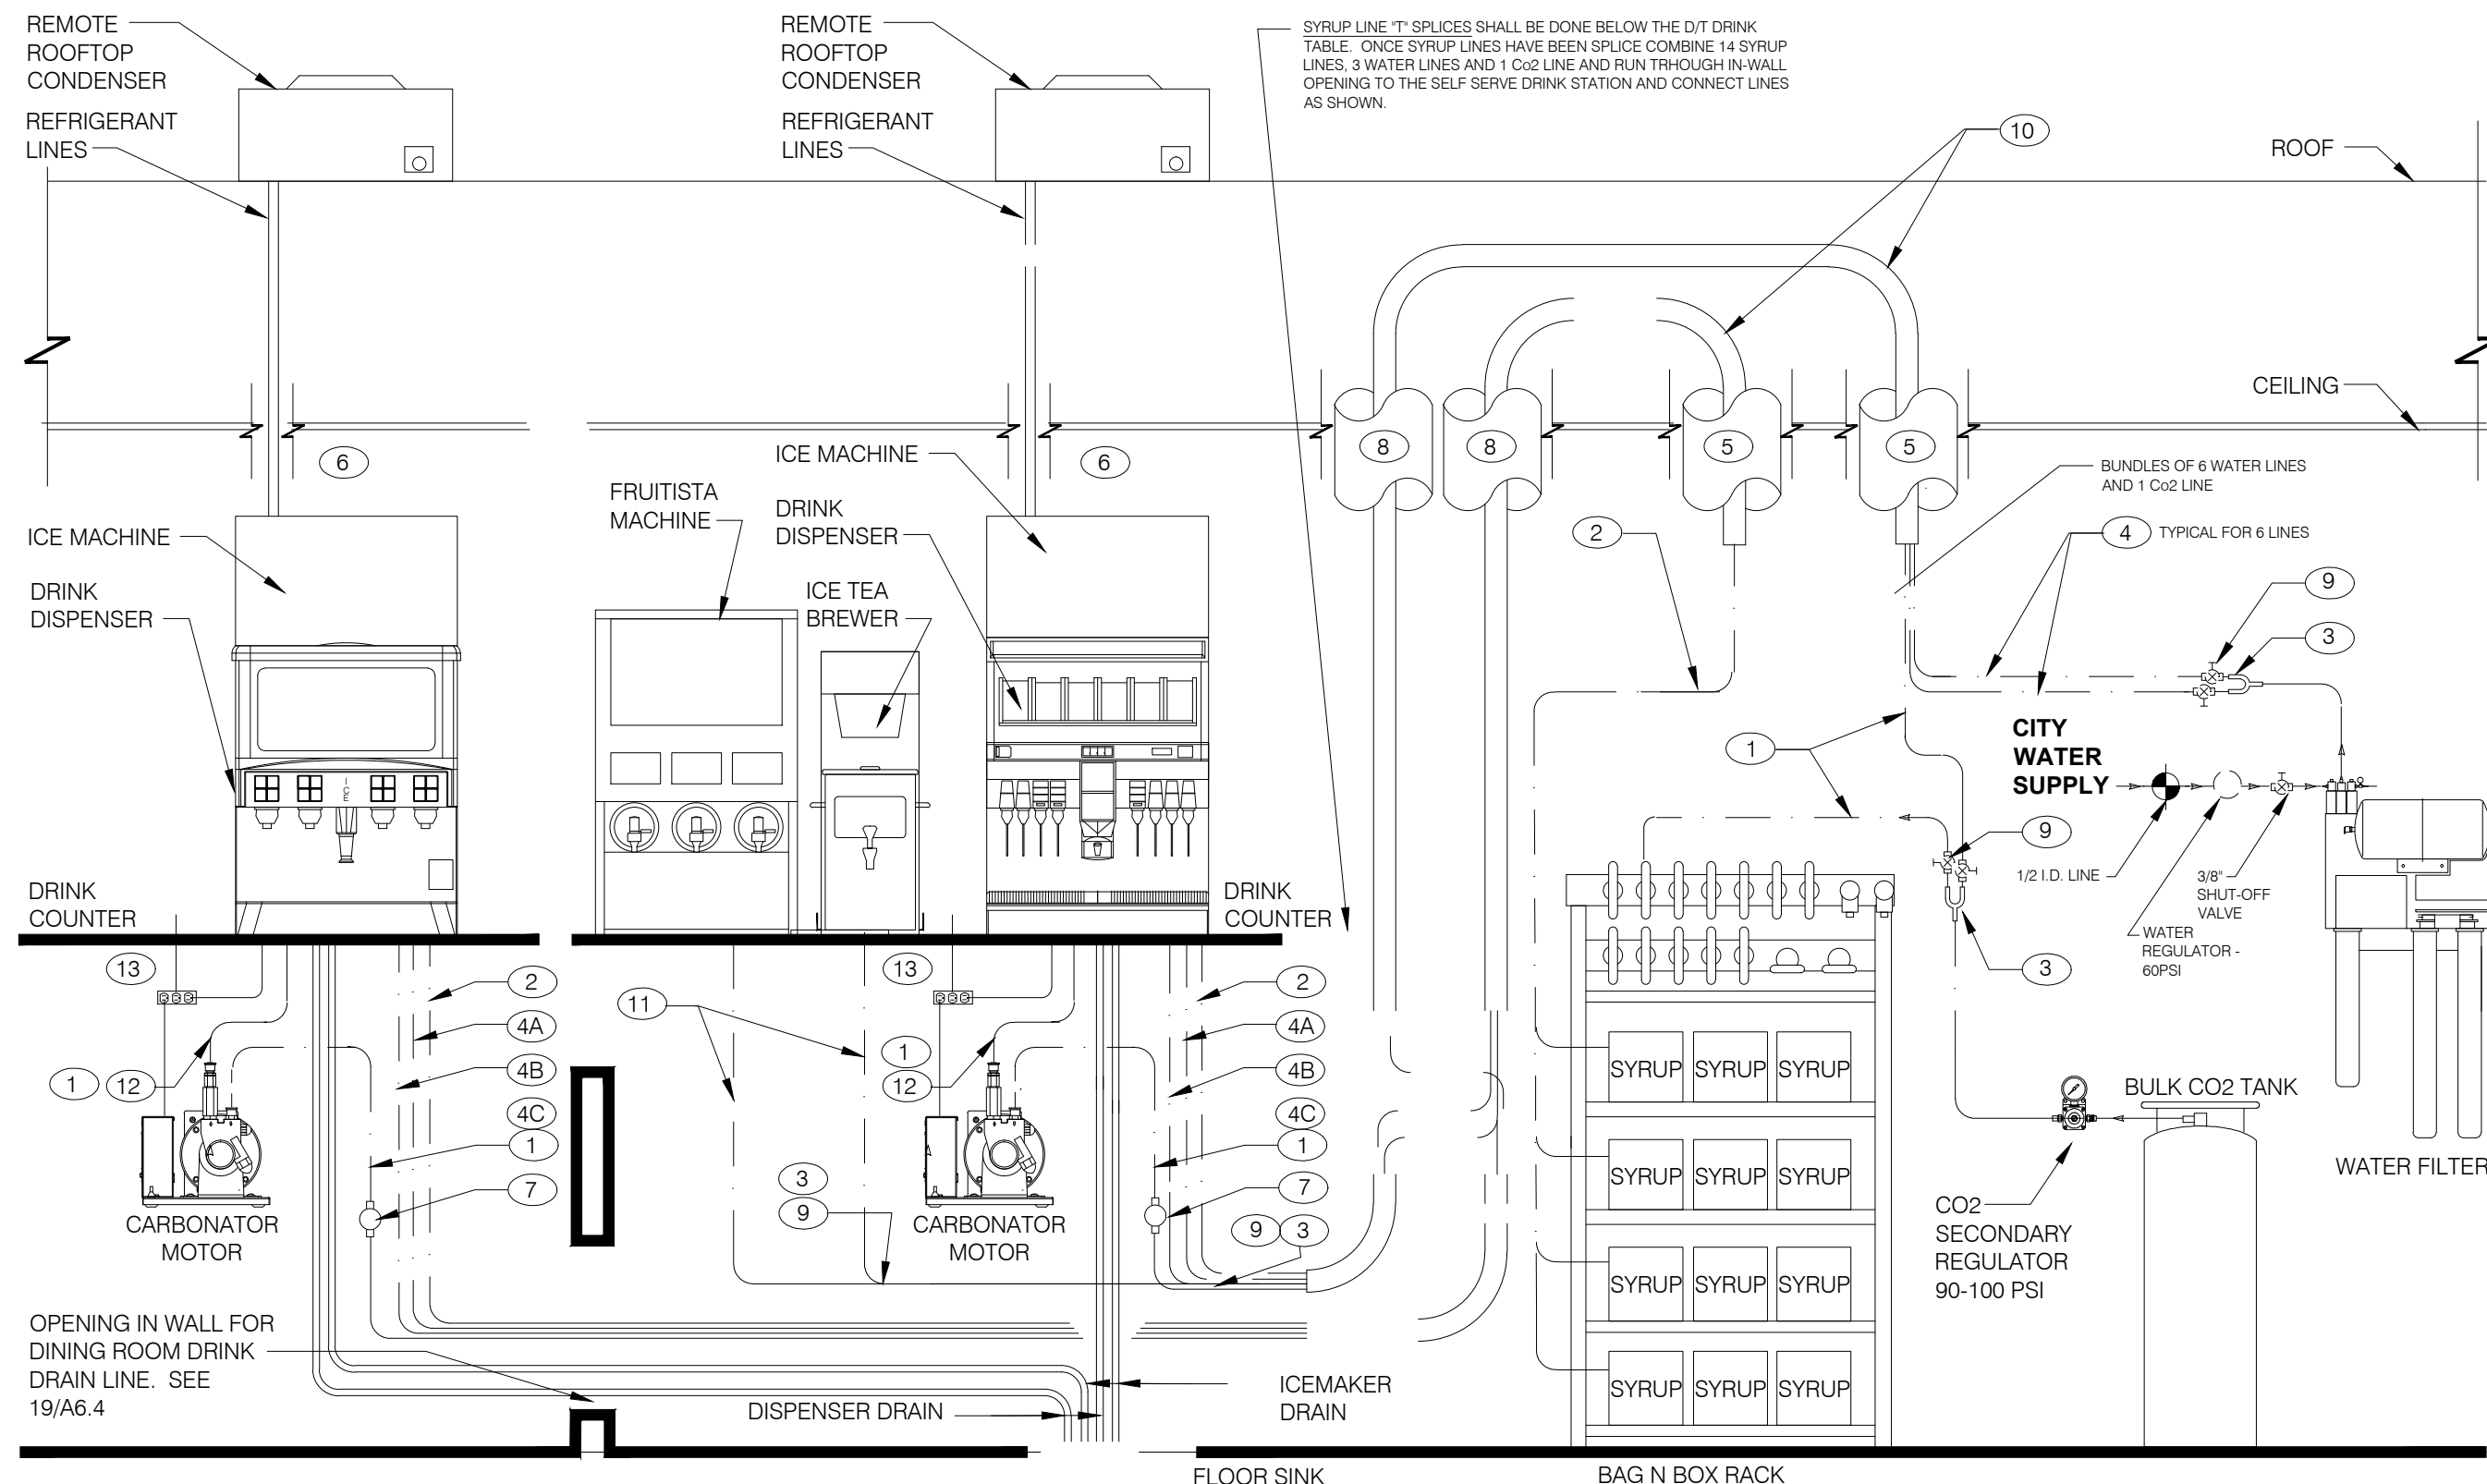 REMOTE
ROOFTOP
CONDENSER
REFRIGERANT
LINES
REMOTE
ROOFTOP
CONDENSER
REFRIGERANT
LINES
SYRUP LINE "T" SPLICES SHALL BE DONE BELOW THE D/T DRINK
TABLE. ONCE SYRUP LINES HAVE BEEN SPLICE COMBINE 14 SYRUP
LINES, 3 WATER LINES AND 1 Co2 LINE AND RUN TRHOUGH IN-WALL
OPENING TO THE SELF SERVE DRINK STATION AND CONNECT LINES
AS SHOWN.
10
ROOF
CEILING
6
6
8
8
5
5
ICE MACHINE
DRINK
DISPENSER
FRUITISTA
MACHINE
ICE MACHINE
DRINK
DISPENSER
ICE TEA
BREWER
BUNDLES OF 6 WATER LINES
AND 1 Co2 LINE
2
4
TYPICAL FOR 6 LINES
9
3
1
CITY
WATER
SUPPLY
ICE
9
1/2 I.D. LINE
3/8"
SHUT-OFF
VALVE
WATER
REGULATOR -
60PSI
3
DRINK
COUNTER
DRINK
COUNTER
13
2
4A
4B
4C
1
7
1
12
CARBONATOR
MOTOR
11
13
1
12
3
9
CARBONATOR
MOTOR
2
4A
4B
4C
1
7
9
3
SYRUP SYRUP SYRUP
SYRUP SYRUP SYRUP
SYRUP SYRUP SYRUP
SYRUP SYRUP SYRUP
BULK CO2 TANK
WATER FILTER
CO2
SECONDARY
REGULATOR
90-100 PSI
OPENING IN WALL FOR
DINING ROOM DRINK
DRAIN LINE. SEE
19/A6.4
DISPENSER DRAIN
ICEMAKER
DRAIN
FLOOR SINK
BAG N BOX RACK